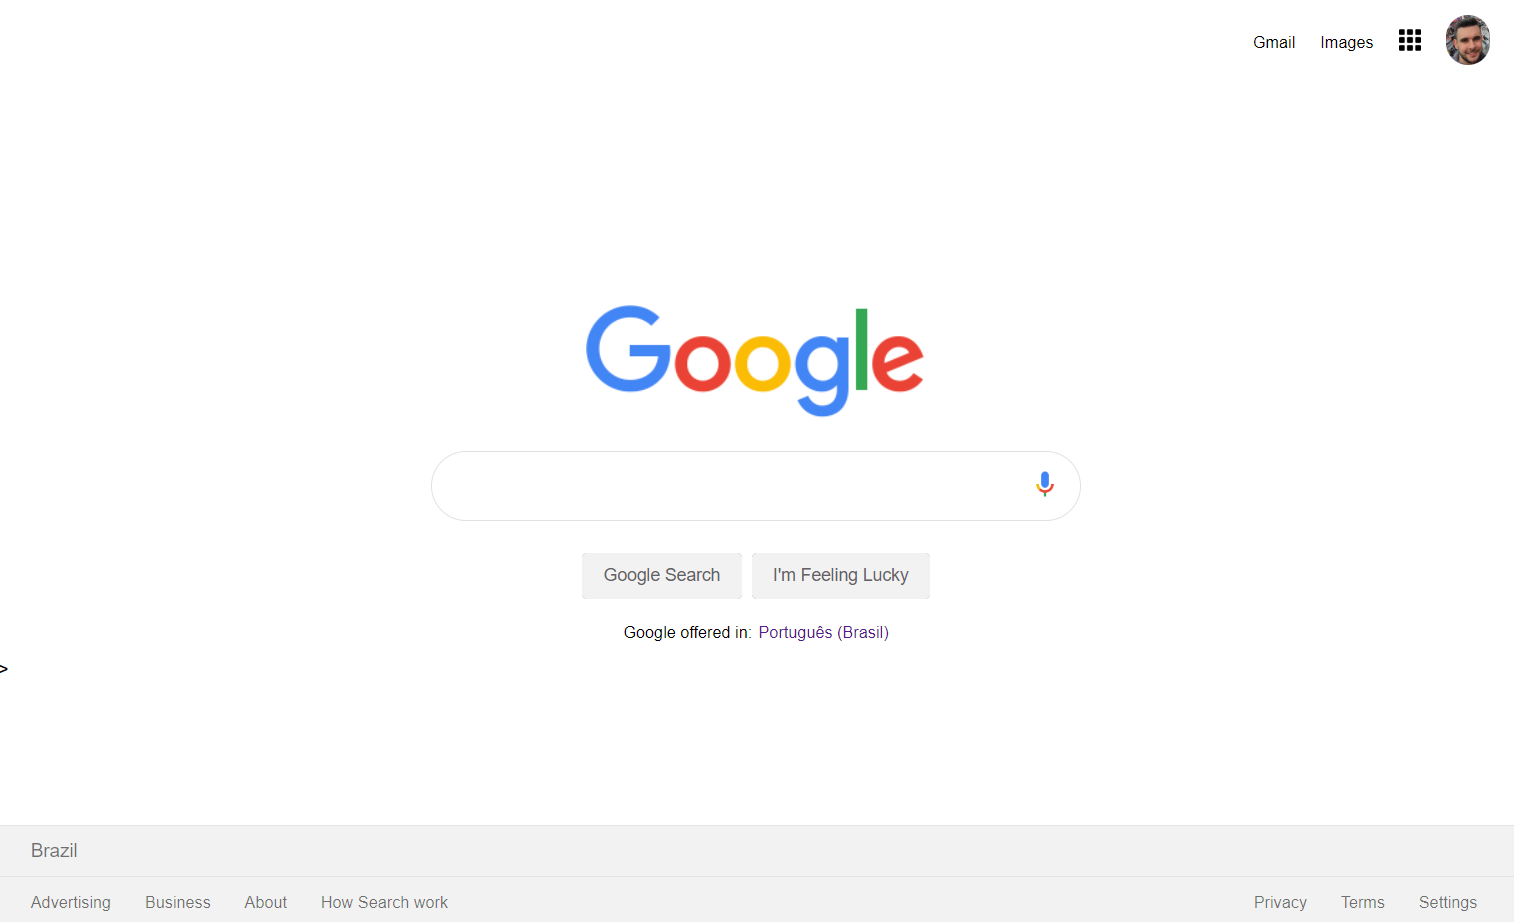 Gmail Images
Google
Google Search I'm Feeling Lucky
Google offered in: Português (Brasil)
>
Brazil
Advertising Business About How Search work Privacy Terms Settings